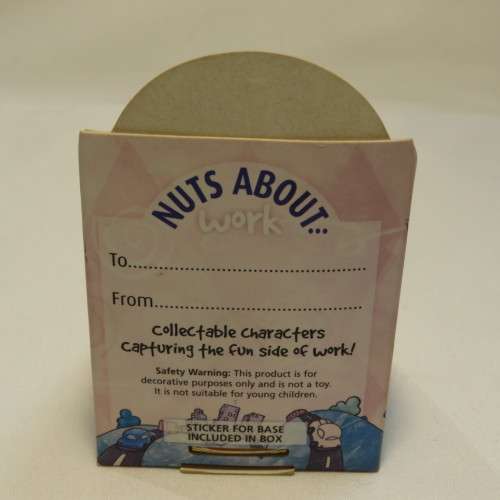 NUTS ABOUT...
work
To.......................................................
From................................................
Collectable Characters
Capturing the fun side of work!
Safety Warning: This product is for
decorative purposes only and is not a toy.
It is not suitable for young children.
STICKER FOR BASE
INCLUDED IN BOX